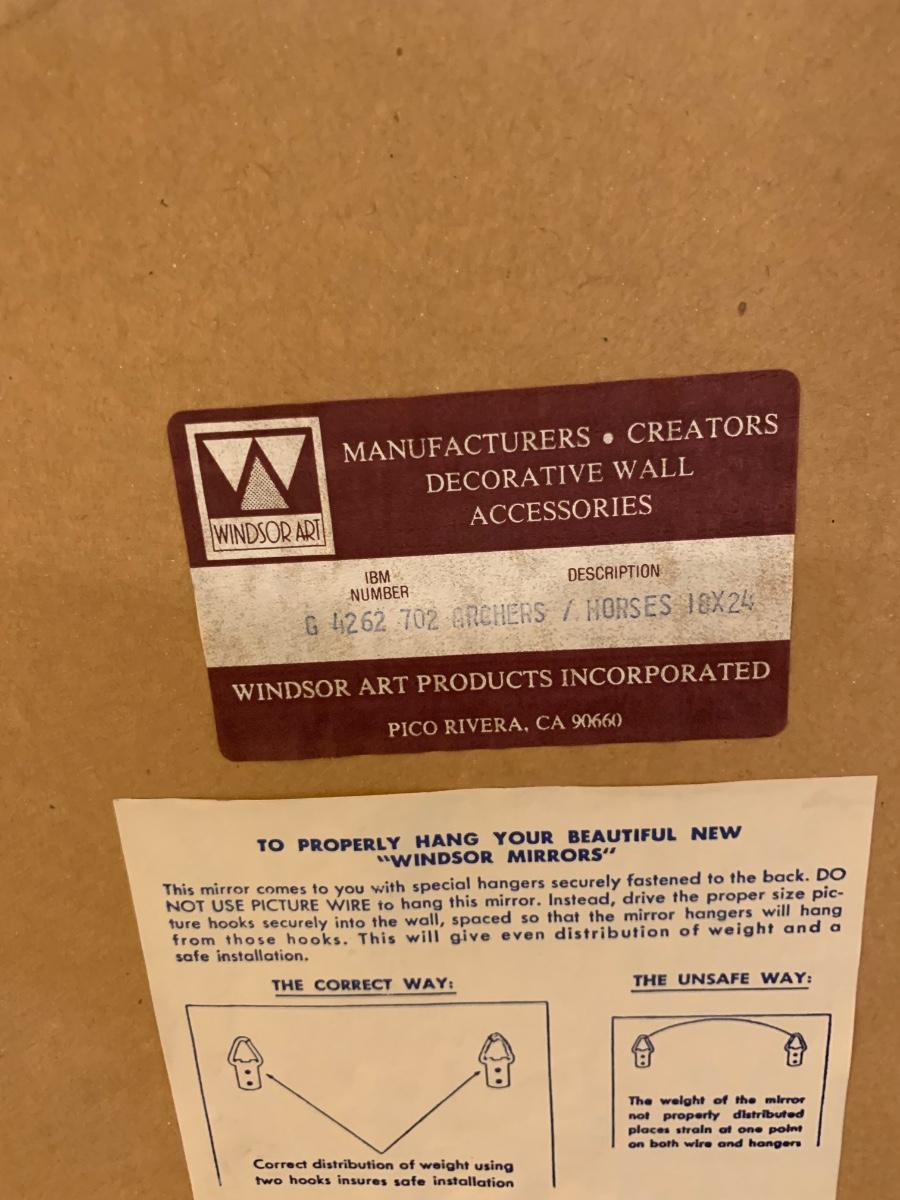 MANUFACTURERS • CREATORS
DECORATIVE WALL
ACCESSORIES
WINDSOR ART
IBM
NUMBER
DESCRIPTION
G 4262 702 ARCHERS / HORSES 18X24
WINDSOR ART PRODUCTS INCORPORATED
PICO RIVERA, CA 90660
TO PROPERLY HANG YOUR BEAUTIFUL NEW
"WINDSOR MIRRORS"
This mirror comes to you with special hangers securely fastened to the back. DO
NOT USE PICTURE WIRE to hang this mirror. Instead, drive the proper size pic-
ture hooks securely into the wall, spaced so that the mirror hangers will hang
from those hooks. This will give even distribution of weight and a
safe installation.
THE CORRECT WAY:
Correct distribution of weight using
two hooks insures safe installation
THE UNSAFE WAY:
The weight of the mirror
not properly distributed
places strain at one point
on both wire and hangers